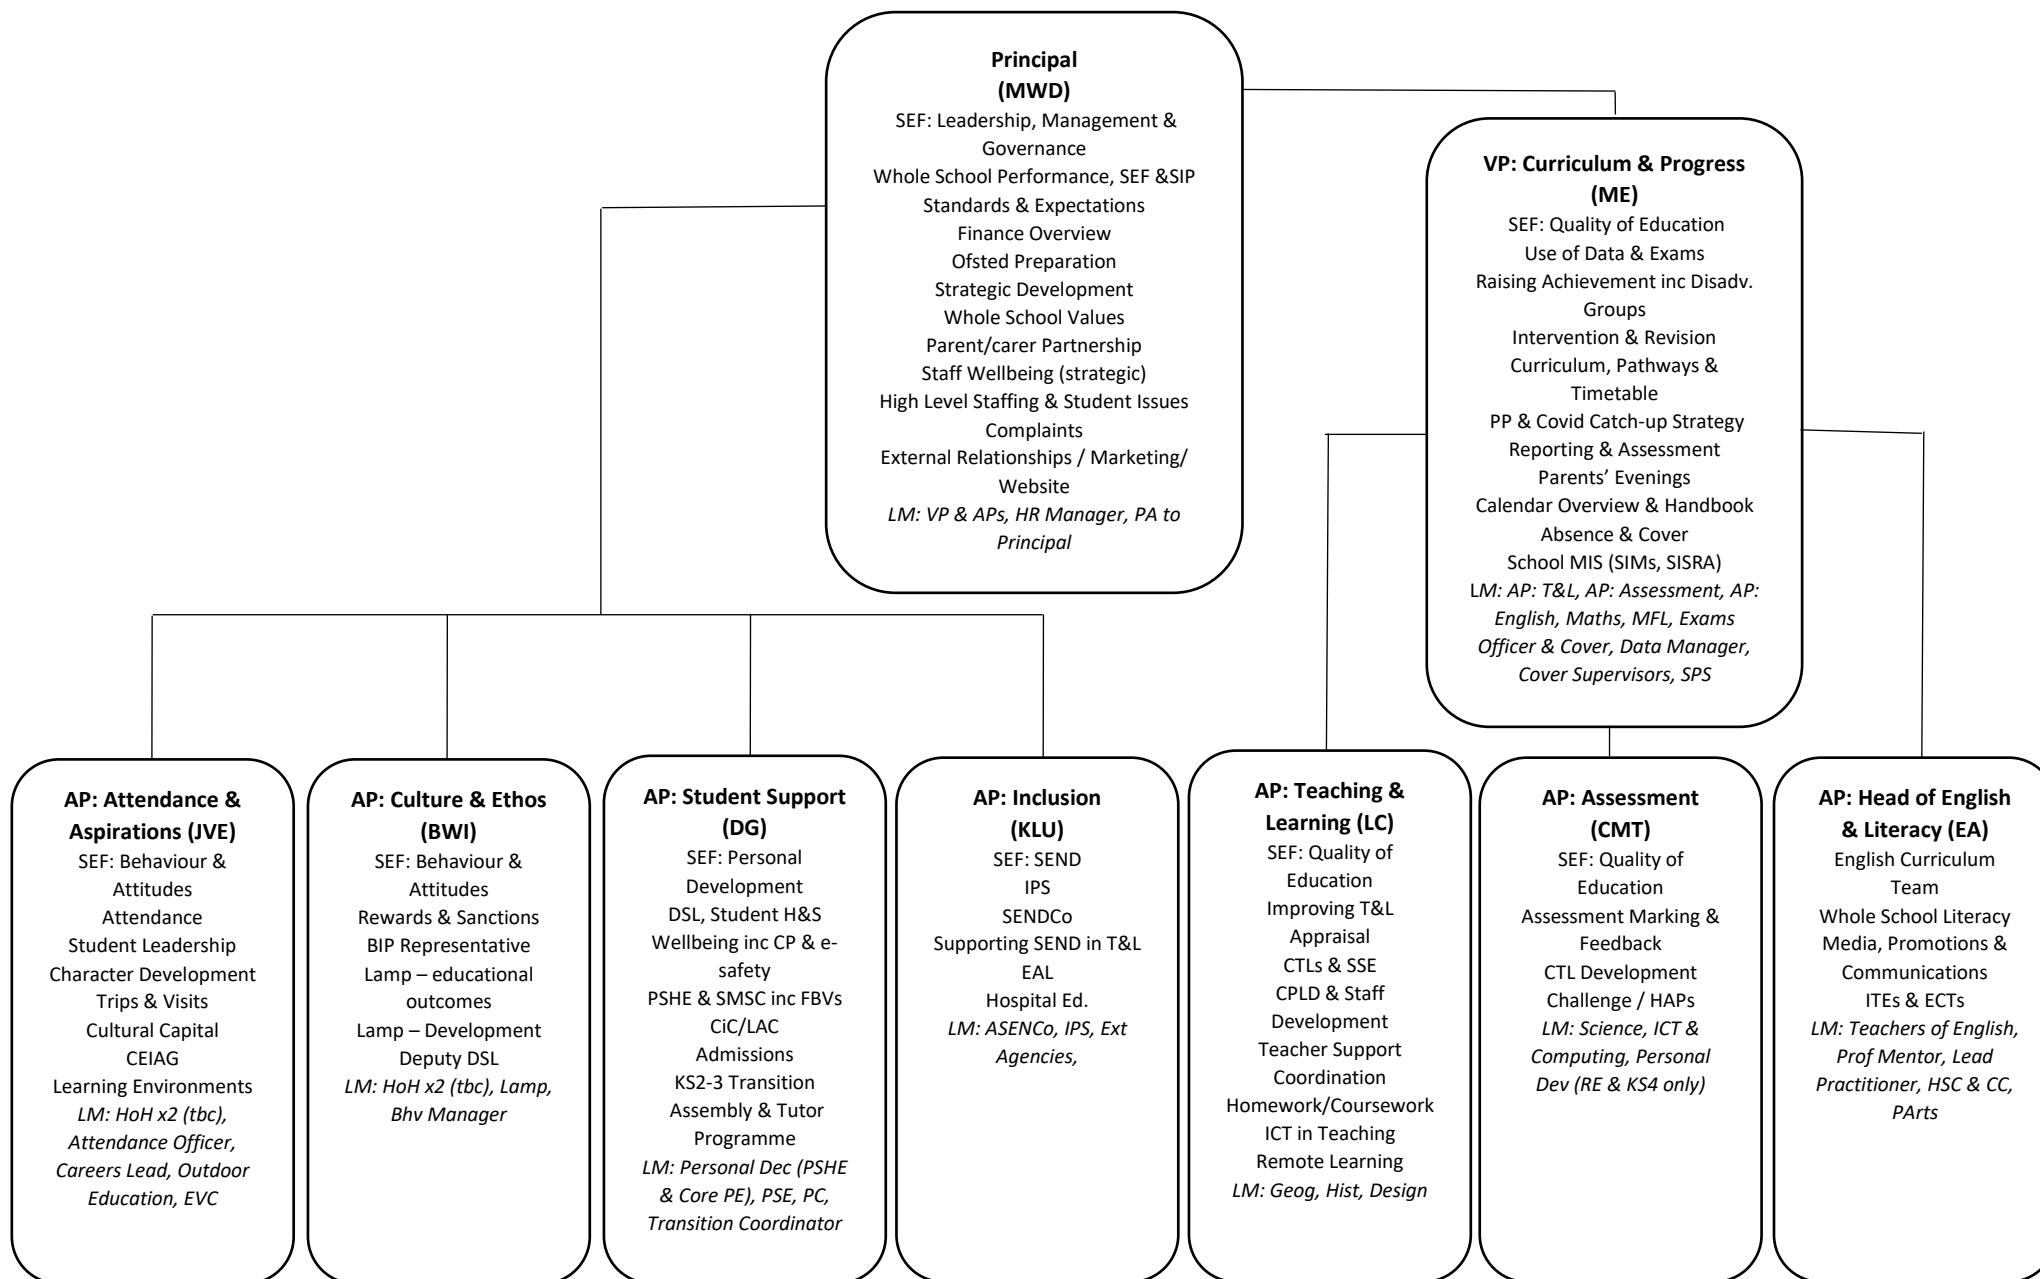 Principal
(MWD)
SEF: Leadership, Management &
Governance
Whole School Performance, SEF &SIP
Standards & Expectations
Finance Overview
Ofsted Preparation
Strategic Development
Whole School Values
Parent/carer Partnership
Staff Wellbeing (strategic)
High Level Staffing & Student Issues
Complaints
External Relationships / Marketing/
Website
LM: VP & APs, HR Manager, PA to
Principal
VP: Curriculum & Progress
(ME)
SEF: Quality of Education
Use of Data & Exams
Raising Achievement inc Disadv.
Groups
Intervention & Revision
Curriculum, Pathways &
Timetable
PP & Covid Catch-up Strategy
Reporting & Assessment
Parents’ Evenings
Calendar Overview & Handbook
Absence & Cover
School MIS (SIMs, SISRA)
LM: AP: T&L, AP: Assessment, AP:
English, Maths, MFL, Exams
Officer & Cover, Data Manager,
Cover Supervisors, SPS
AP: Attendance &
Aspirations (JVE)
SEF: Behaviour &
Attitudes
Attendance
Student Leadership
Character Development
Trips & Visits
Cultural Capital
CEIAG
Learning Environments
LM: HoH x2 (tbc),
Attendance Officer,
Careers Lead, Outdoor
Education, EVC
AP: Culture & Ethos
(BWI)
SEF: Behaviour &
Attitudes
Rewards & Sanctions
BIP Representative
Lamp – educational
outcomes
Lamp – Development
Deputy DSL
LM: HoH x2 (tbc), Lamp,
Bhv Manager
AP: Student Support
(DG)
SEF: Personal
Development
DSL, Student H&S
Wellbeing inc CP & e-
safety
PSHE & SMSC inc FBVs
CiC/LAC
Admissions
KS2-3 Transition
Assembly & Tutor
Programme
LM: Personal Dec (PSHE
& Core PE), PSE, PC,
Transition Coordinator
AP: Inclusion
(KLU)
SEF: SEND
IPS
SENDCo
Supporting SEND in T&L
EAL
Hospital Ed.
LM: ASENCo, IPS, Ext
Agencies,
AP: Teaching &
Learning (LC)
SEF: Quality of
Education
Improving T&L
Appraisal
CTLs & SSE
CPLD & Staff
Development
Teacher Support
Coordination
Homework/Coursework
ICT in Teaching
Remote Learning
LM: Geog, Hist, Design
AP: Assessment
(CMT)
SEF: Quality of
Education
Assessment Marking &
Feedback
CTL Development
Challenge / HAPs
LM: Science, ICT &
Computing, Personal
Dev (RE & KS4 only)
AP: Head of English
& Literacy (EA)
English Curriculum
Team
Whole School Literacy
Media, Promotions &
Communications
ITEs & ECTs
LM: Teachers of English,
Prof Mentor, Lead
Practitioner, HSC & CC,
PArts